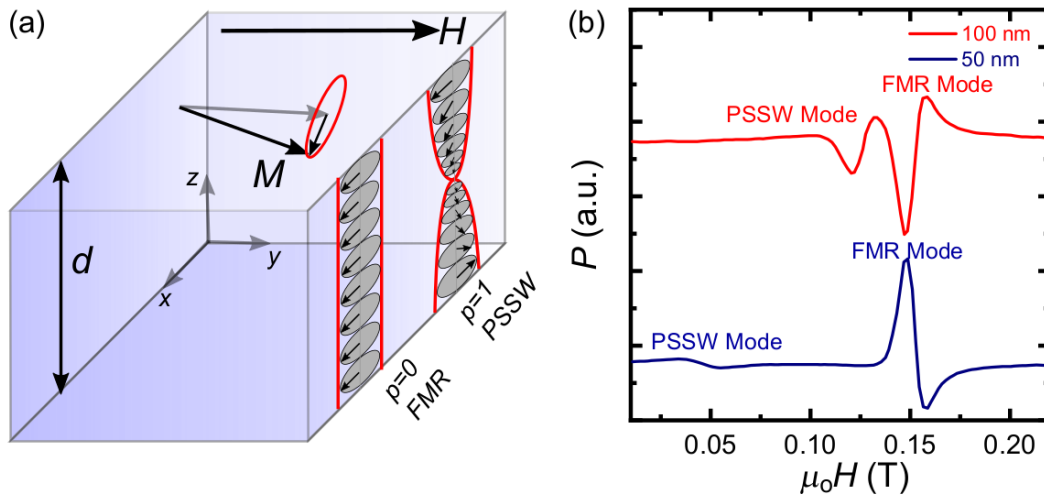 (a)
H
M
z
y
x
d
p=0
FMR
p=1
PSSW
(b)
100 nm
50 nm
FMR Mode
PSSW Mode
FMR Mode
PSSW Mode
P (a.u.)
0.05 0.10 0.15 0.20
μ₀H (T)